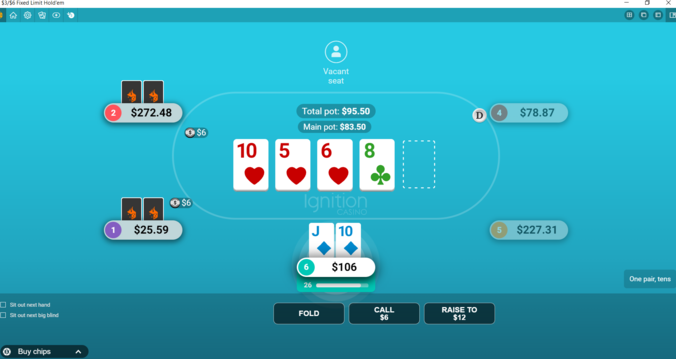 $3/$6 Fixed Limit Hold'em
Vacant
seat
2 $272.48
Total pot: $95.50
Main pot: $83.50
D
4 $78.87
$6
10 5 6 8
Ignition
CASINO
$6
1 $25.59
J 10
5 $227.31
6 $106
26
One pair, tens
Sit out next hand
Sit out next big blind
FOLD
CALL
$6
RAISE TO
$12
Buy chips